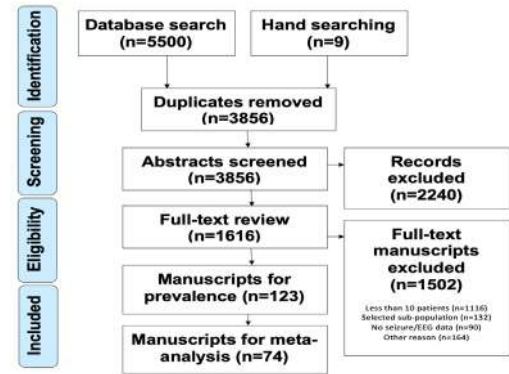 Identification
Database search
(n=5500)
Hand searching
(n=9)
Duplicates removed
(n=3856)
Screening
Abstracts screened
(n=3856)
Records
excluded
(n=2240)
Eligibility
Full-text review
(n=1616)
Full-text
manuscripts
excluded
(n=1502)
Less than 10 patients (n=1116)
Selected sub-population (n=132)
No seizure/EEG data (n=90)
Other reason (n=164)
Manuscripts for
prevalence (n=123)
Included
Manuscripts for meta-
analysis (n=74)